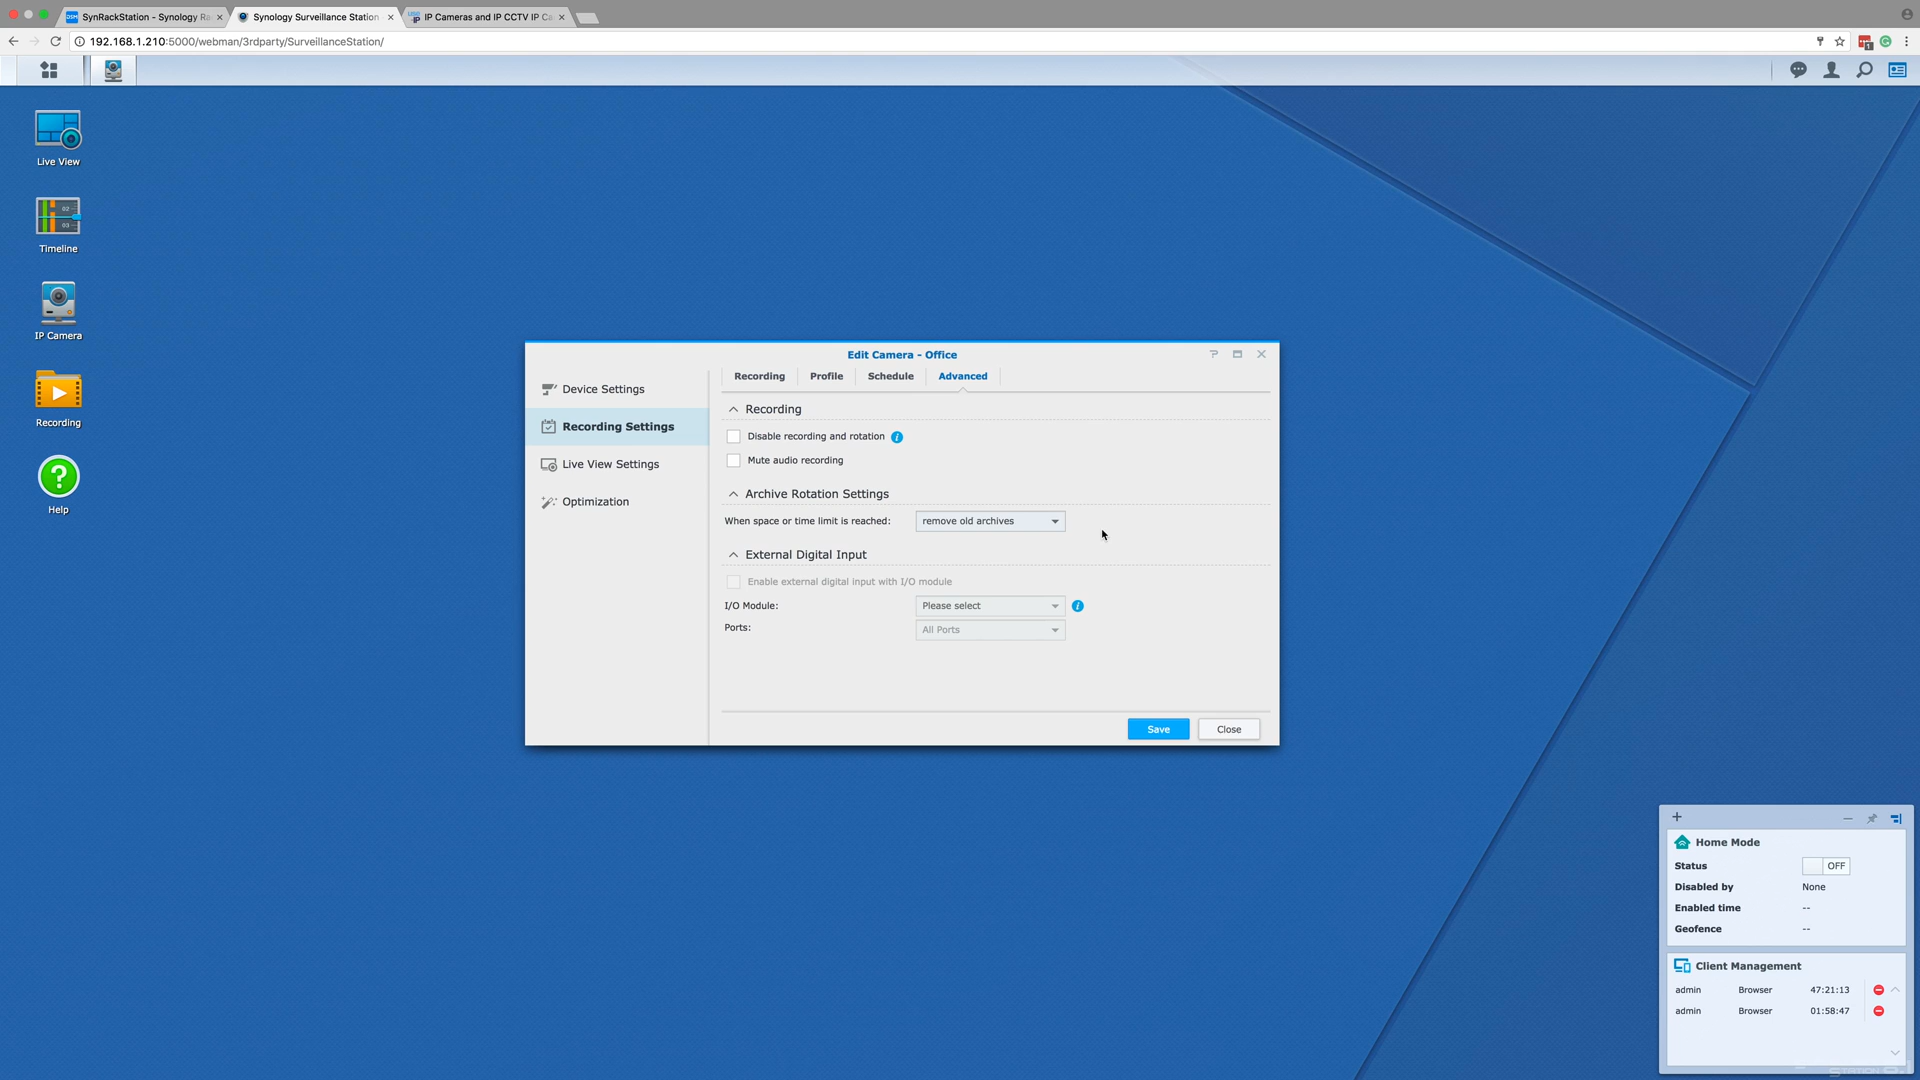 SynRackStation - Synology Ra
Synology Surveillance Station
IP Cameras and IP CCTV IP Ca
192.168.1.210:5000/webman/3rdparty/SurveillanceStation/
Live View
Timeline
IP Camera
Recording
Help
Edit Camera - Office
Device Settings
Recording Settings
Live View Settings
Optimization
Recording Profile Schedule Advanced
Recording
Disable recording and rotation
Mute audio recording
Archive Rotation Settings
When space or time limit is reached: remove old archives
External Digital Input
Enable external digital input with I/O module
I/O Module: Please select
Ports: All Ports
Save Close
Home Mode
Status OFF
Disabled by None
Enabled time --
Geofence --
Client Management
admin Browser 47:21:13
admin Browser 01:58:47